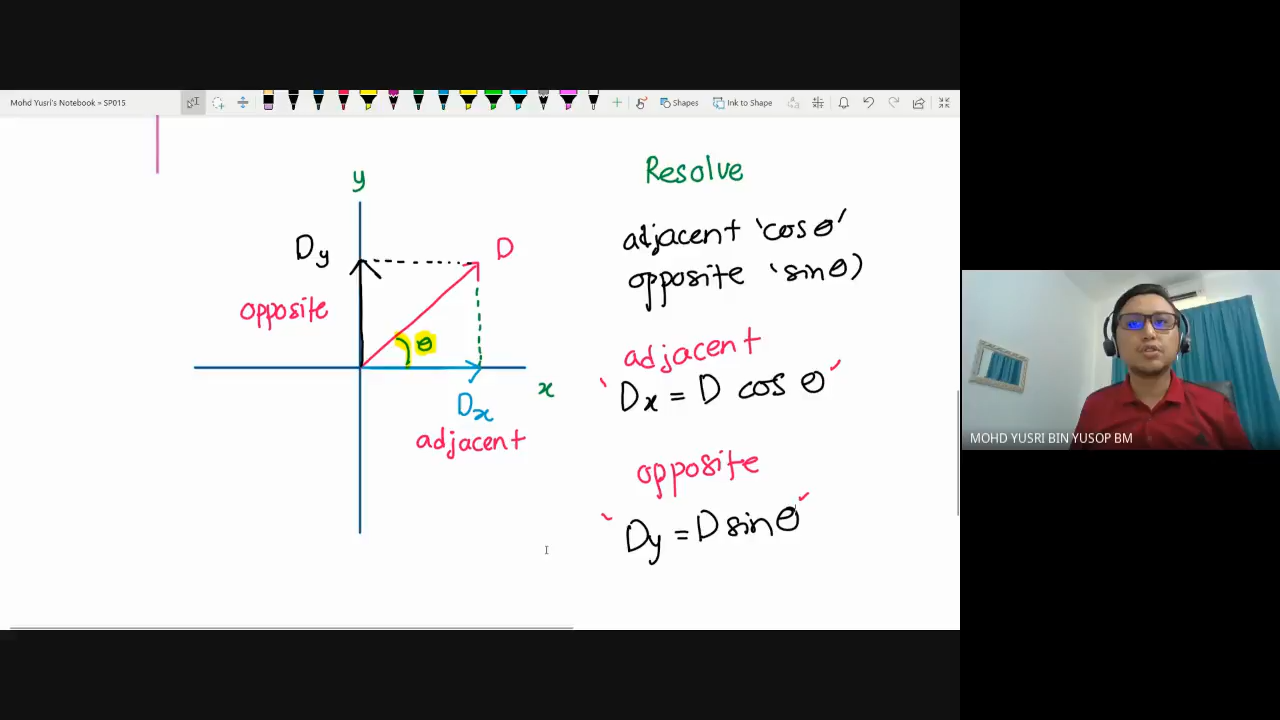 Mohd Yusri's Notebook » SP015
Shapes
Ink to Shape
y
Dy
D
opposite
θ
x
Dx
adjacent
Resolve
adjacent 'cos θ'
opposite 'sin θ)
adjacent
' Dx = D cos θ '
opposite
' Dy = D sin θ '
MOHD YUSRI BIN YUSOP BM